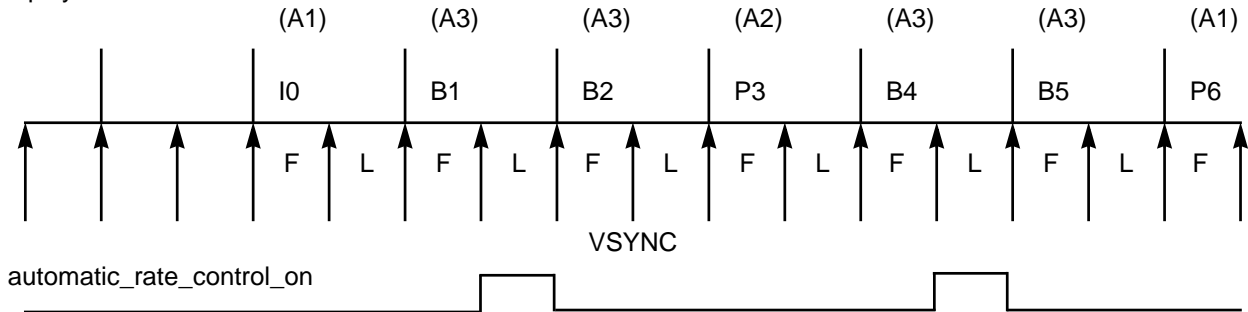 (A1) (A3) (A3) (A2) (A3) (A3) (A1)
I0 B1 B2 P3 B4 B5 P6
F L F L F L F L F L F L F
VSYNC
automatic_rate_control_on